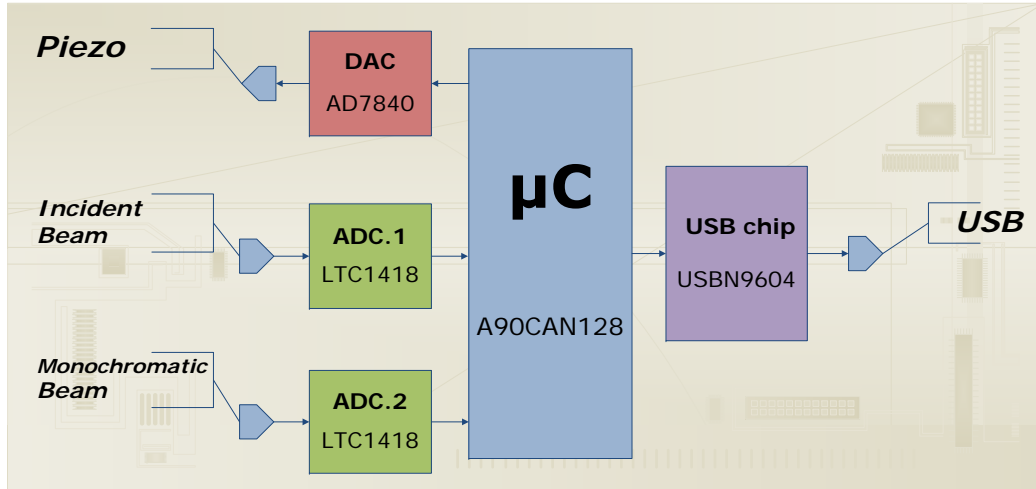 Piezo
DAC
AD7840
µC
A90CAN128
Incident
Beam
ADC.1
LTC1418
USB chip
USBN9604
USB
Monochromatic
Beam
ADC.2
LTC1418